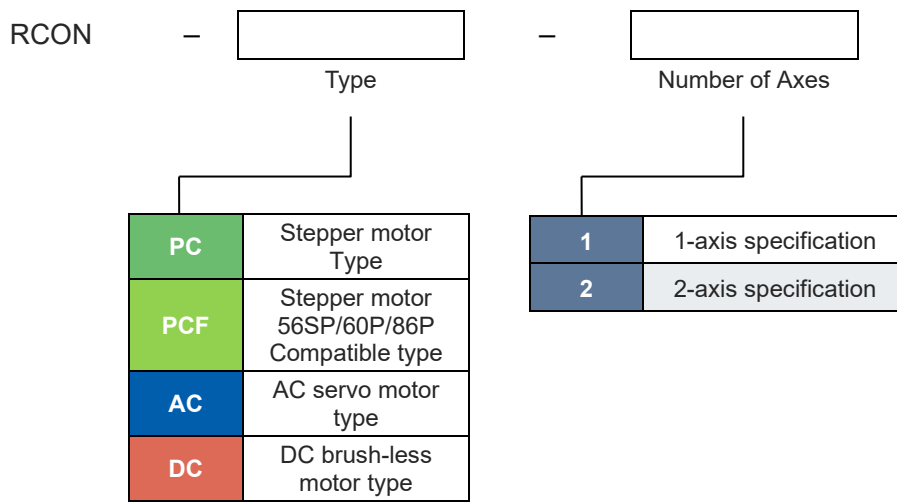 RCON – –
Type Number of Axes
PC Stepper motor
Type
PCF Stepper motor
56SP/60P/86P
Compatible type
AC AC servo motor
type
DC DC brush-less
motor type
1 1-axis specification
2 2-axis specification